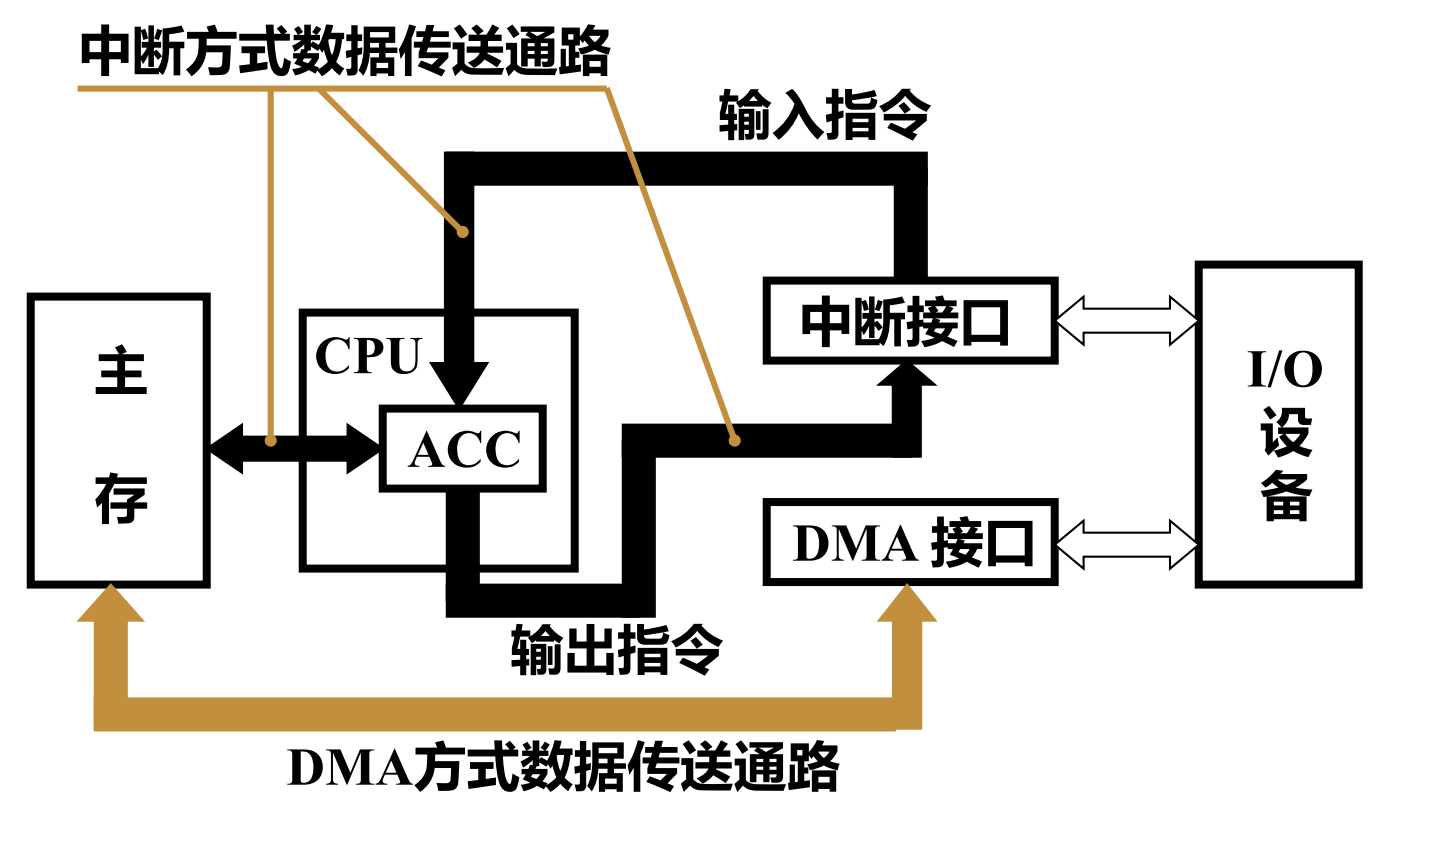 中断方式数据传送通路
输入指令
主
存
CPU
ACC
中断接口
DMA 接口
I/O
设
备
输出指令
DMA方式数据传送通路